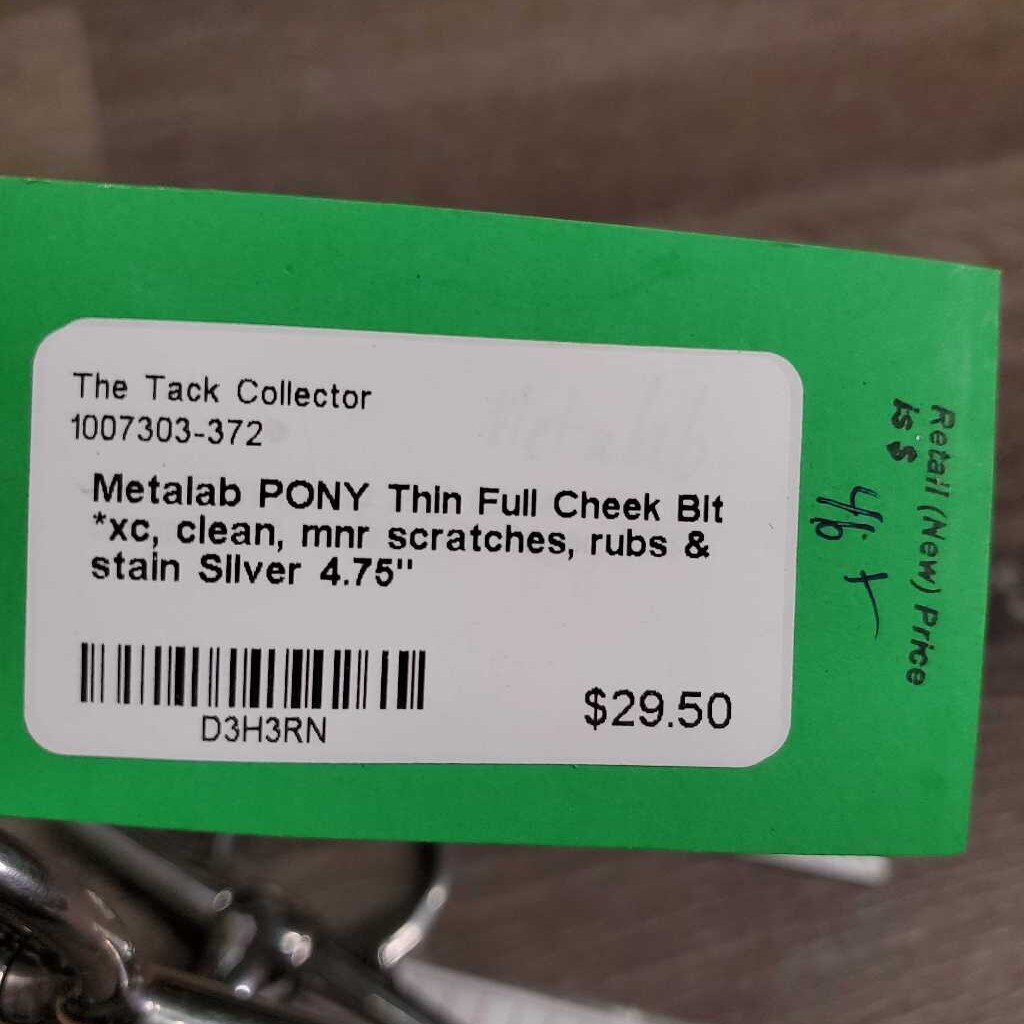 The Tack Collector
1007303-372
Metalab PONY Thin Full Cheek Bit
*xc, clean, mnr scratches, rubs &
stain Silver 4.75"
D3H3RN
$29.50
Retail (New) Price
is $